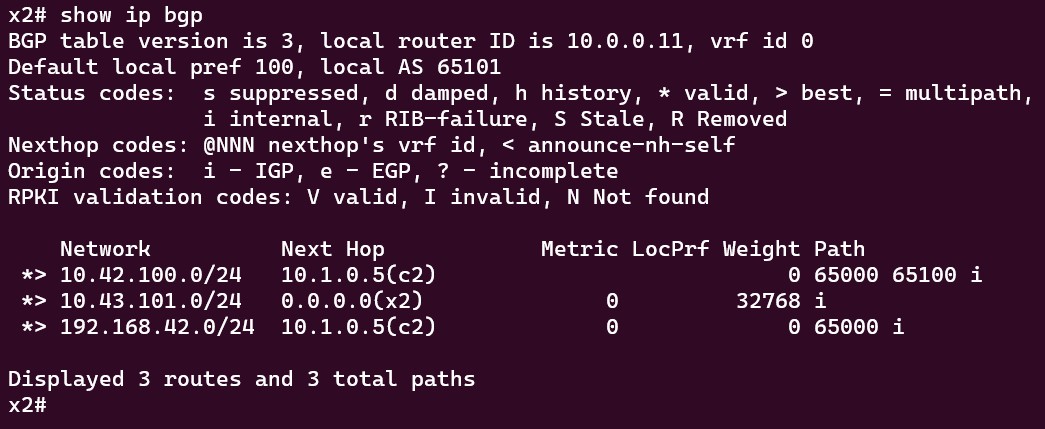 x2# show ip bgp
BGP table version is 3, local router ID is 10.0.0.11, vrf id 0
Default local pref 100, local AS 65101
Status codes:  s suppressed, d damped, h history, * valid, > best, = multipath,
               i internal, r RIB-failure, S Stale, R Removed
Nexthop codes: @NNN nexthop's vrf id, < announce-nh-self
Origin codes:  i - IGP, e - EGP, ? - incomplete
RPKI validation codes: V valid, I invalid, N Not found

    Network          Next Hop            Metric LocPrf Weight Path
 *> 10.42.100.0/24   10.1.0.5(c2)                           0 65000 65100 i
 *> 10.43.101.0/24   0.0.0.0(x2)              0         32768 i
 *> 192.168.42.0/24  10.1.0.5(c2)             0             0 65000 i

Displayed 3 routes and 3 total paths
x2#